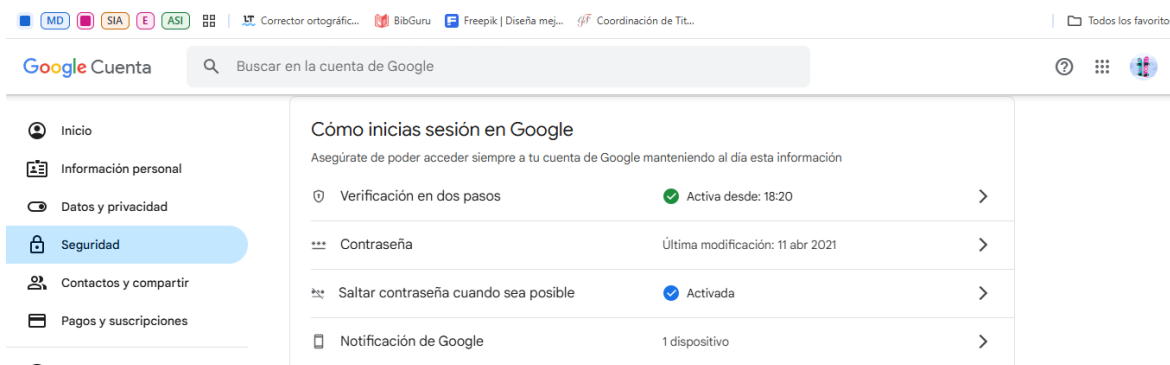 MD SIA E ASI LT Corrector ortográfic... BibGuru Freepik | Diseña mej... Coordinación de Tit... Todos los favorito
Google Cuenta Buscar en la cuenta de Google
Inicio
Información personal
Datos y privacidad
Seguridad
Contactos y compartir
Pagos y suscripciones
Cómo inicias sesión en Google
Asegúrate de poder acceder siempre a tu cuenta de Google manteniendo al día esta información
Verificación en dos pasos Activa desde: 18:20
Contraseña Última modificación: 11 abr 2021
Saltar contraseña cuando sea posible Activada
Notificación de Google 1 dispositivo